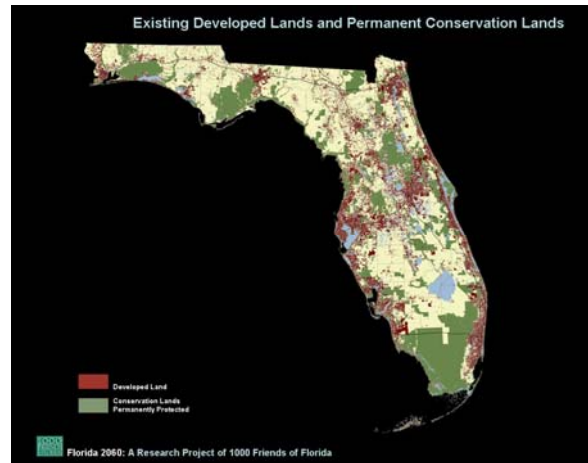 Existing Developed Lands and Permanent Conservation Lands
Developed Land
Conservation Lands
Permanently Protected
Florida 2060: A Research Project of 1000 Friends of Florida